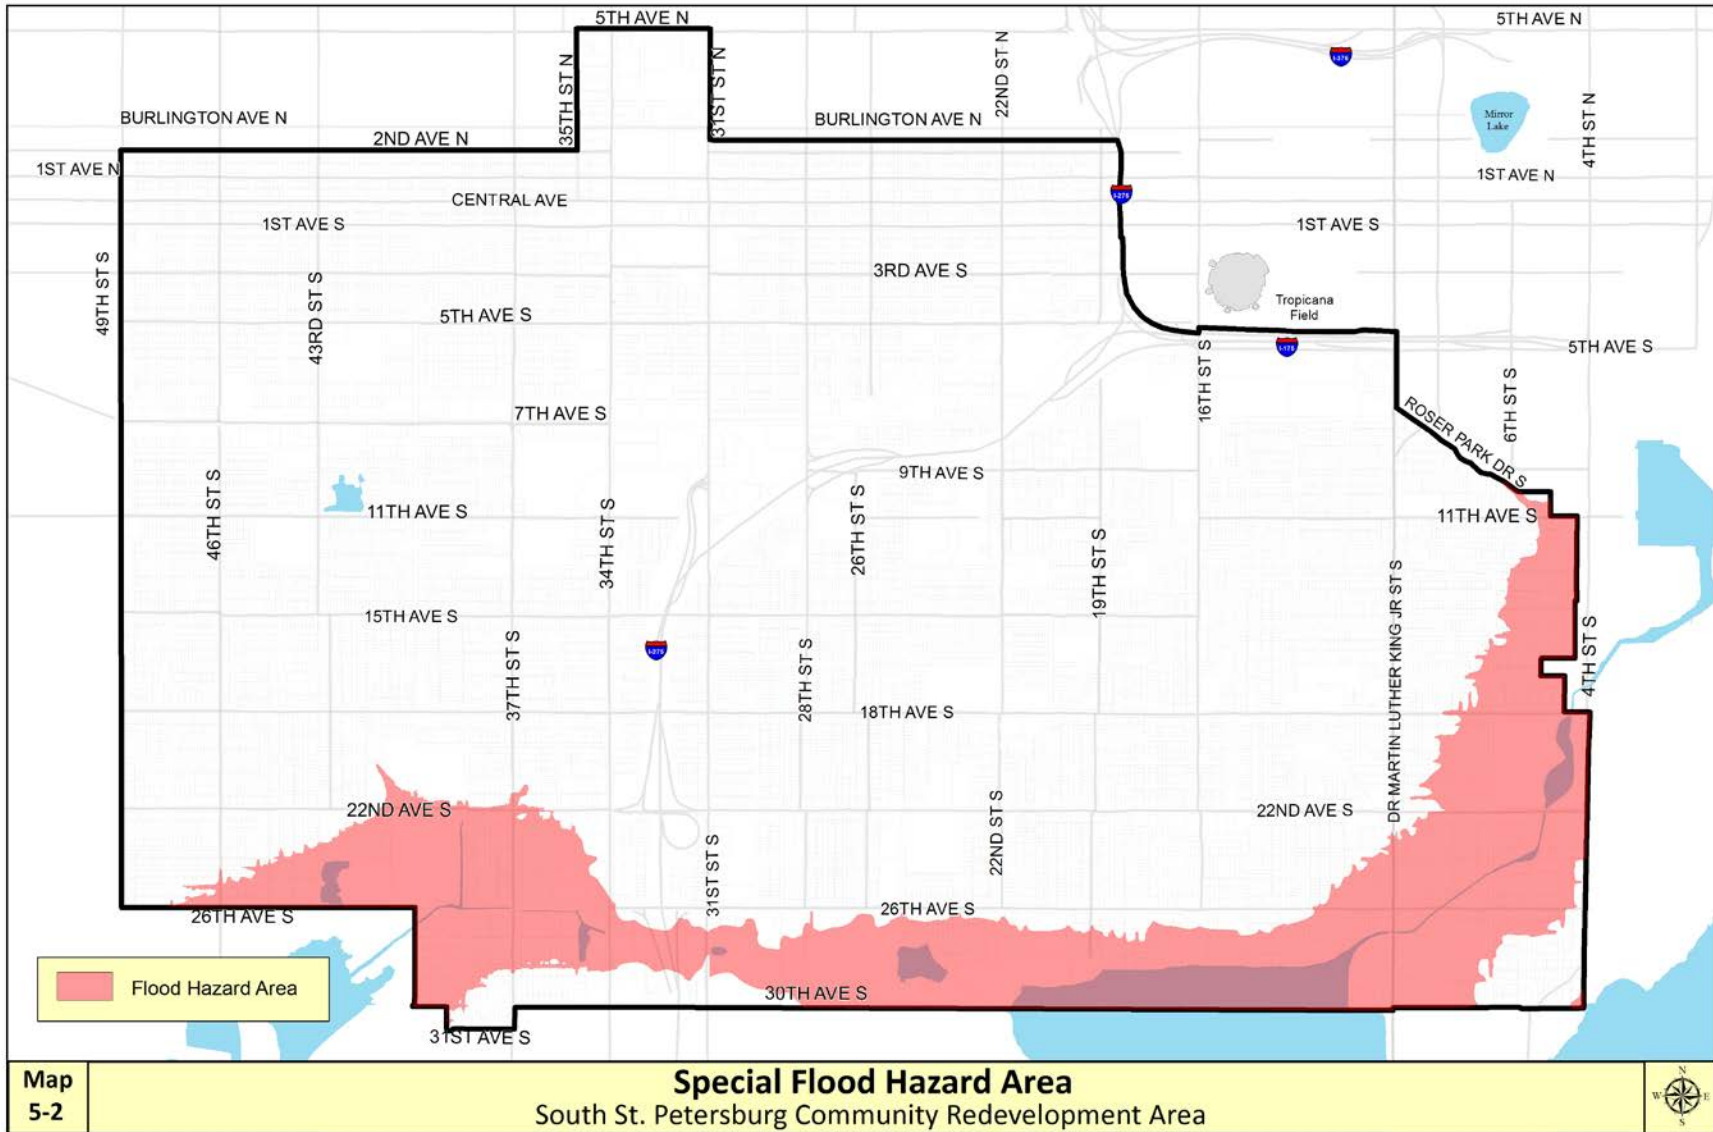 5TH AVE N
5TH AVE N
I-375
35TH ST N
31ST ST N
22ND ST N
4TH ST N
Mirror
Lake
BURLINGTON AVE N
BURLINGTON AVE N
2ND AVE N
1ST AVE N
1ST AVE N
CENTRAL AVE
I-275
1ST AVE S
1ST AVE S
49TH ST S
43RD ST S
3RD AVE S
Tropicana
Field
5TH AVE S
I-175
5TH AVE S
16TH ST S
6TH ST S
7TH AVE S
ROSER PARK DR S
46TH ST S
9TH AVE S
11TH AVE S
34TH ST S
26TH ST S
11TH AVE S
19TH ST S
DR MARTIN LUTHER KING JR ST S
15TH AVE S
37TH ST S
I-275
28TH ST S
4TH ST S
18TH AVE S
22ND AVE S
22ND ST S
22ND AVE S
31ST ST S
26TH AVE S
26TH AVE S
Flood Hazard Area
30TH AVE S
31ST AVE S
Map
5-2
Special Flood Hazard Area
South St. Petersburg Community Redevelopment Area
N
W
E
S